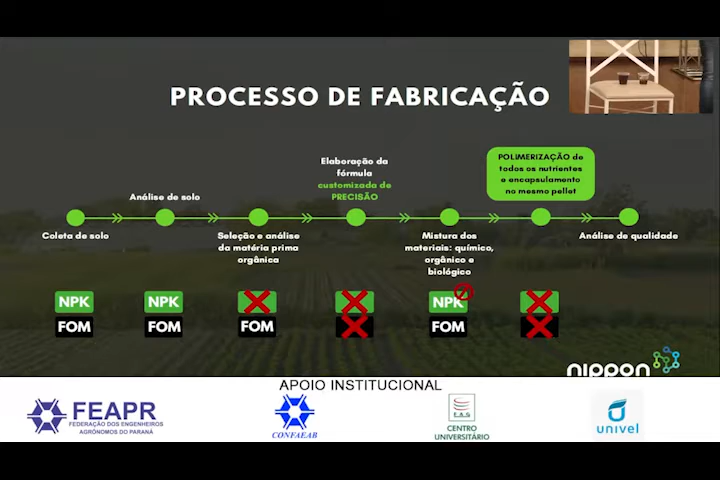 PROCESSO DE FABRICAÇÃO
Coleta de solo
Análise de solo
Seleção e análise
da matéria prima
orgânica
Elaboração da
fórmula
customizada de
PRECISÃO
Mistura dos
materiais: químico,
orgânico e
biológico
POLIMERIZAÇÃO de
todos os nutrientes
e encapsulamento
no mesmo pellet
Análise de qualidade
NPK
NPK
NPK
FOM
FOM
FOM
FOM
nippon
APOIO INSTITUCIONAL
FEAPR
FEDERAÇÃO DOS ENGENHEIROS
AGRÔNOMOS DO PARANÁ
CONFAEAB
CENTRO
UNIVERSITÁRIO
univel